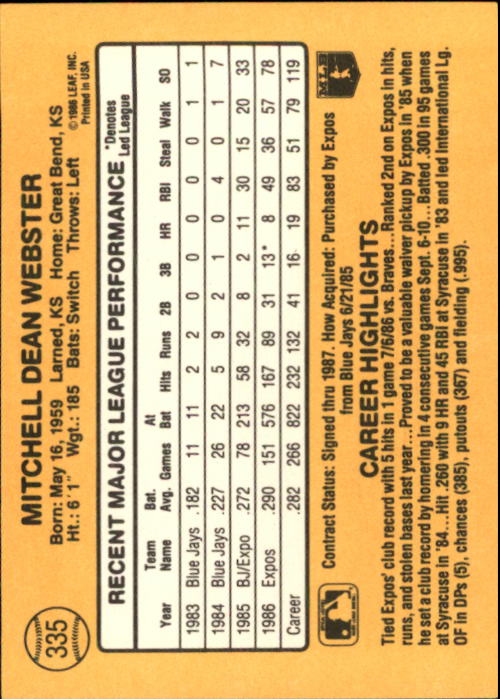 335
MITCHELL DEAN WEBSTER
Born: May 16, 1959 Larned, KS Home: Great Bend, KS
Ht.: 6'1" Wgt.: 185 Bats: Switch Throws: Left
© 1986 LEAF, INC.
Printed in USA
RECENT MAJOR LEAGUE PERFORMANCE *Denotes Led League
Year Team Name Bat. Avg. Games At Bat Hits Runs 2B 3B HR RBI Steal Walk SO
1983 Blue Jays .182 11 11 2 2 0 0 0 0 0 1 1
1984 Blue Jays .227 26 22 5 9 2 1 0 4 0 1 7
1985 BJ/Expo .272 78 213 58 32 8 2 11 30 15 20 33
1986 Expos .290 151 576 167 89 31 13* 8 49 36 57 78
Career .282 266 822 232 132 41 16 19 83 51 79 119
Contract Status: Signed thru 1987. How Acquired: Purchased by Expos
from Blue Jays 6/21/85
MLB
CAREER HIGHLIGHTS
Tied Expos' club record with 5 hits in 1 game 7/6/86 vs. Braves... Ranked 2nd on Expos in hits,
runs, and stolen bases last year...Proved to be a valuable waiver pickup by Expos in '85 when
he set a club record by homering in 4 consecutive games Sept. 6-10... Batted .300 in 95 games
at Syracuse in '84...Hit .260 with 9 HR and 45 RBI at Syracuse in '83 and led International Lg.
OF in DPs (5), chances (385), putouts (367) and fielding (.995).